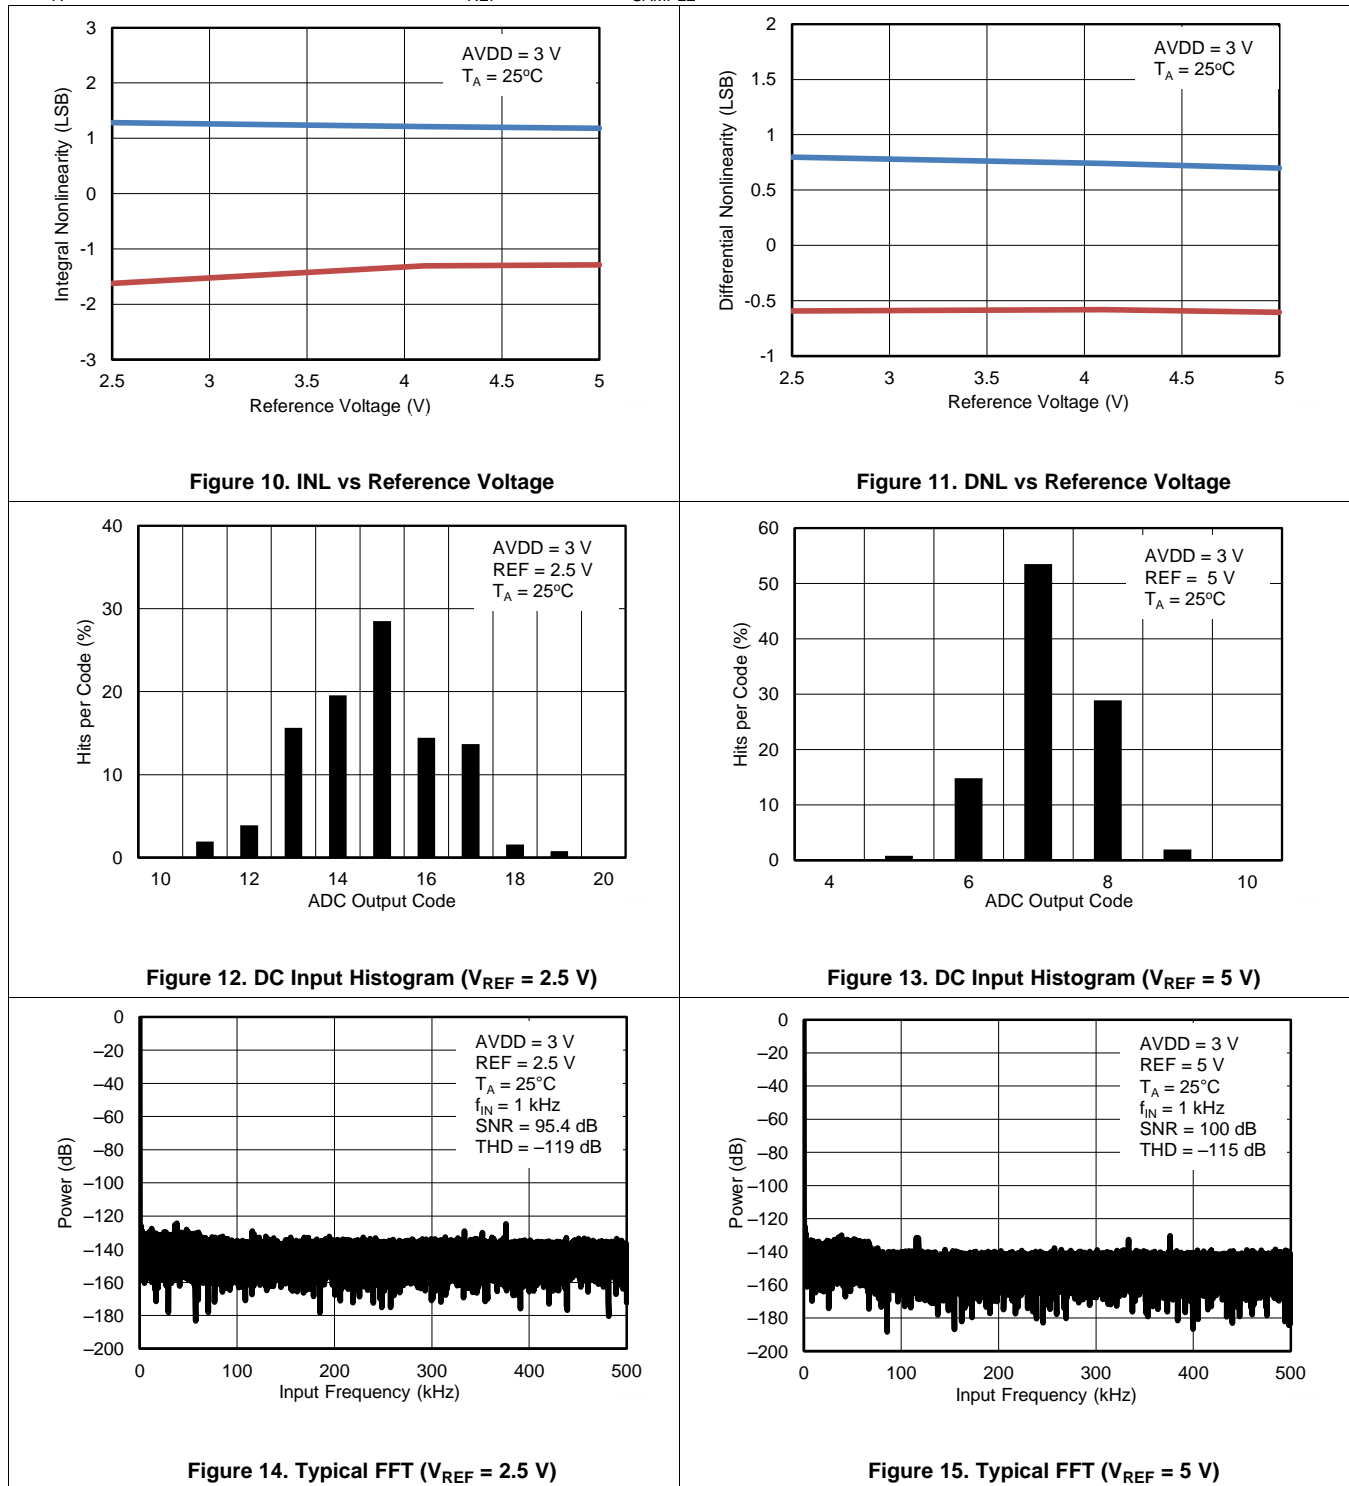 3
2
1
0
-1
-2
-3
Integral Nonlinearity (LSB)
AVDD = 3 V
TA = 25oC
2.5 3 3.5 4 4.5 5
Reference Voltage (V)
Figure 10. INL vs Reference Voltage
2
1.5
1
0.5
0
-0.5
-1
Differential Nonlinearity (LSB)
AVDD = 3 V
TA = 25oC
2.5 3 3.5 4 4.5 5
Reference Voltage (V)
Figure 11. DNL vs Reference Voltage
40
30
20
10
0
Hits per Code (%)
AVDD = 3 V
REF = 2.5 V
TA = 25oC
10 12 14 16 18 20
ADC Output Code
Figure 12. DC Input Histogram (VREF = 2.5 V)
60
50
40
30
20
10
0
Hits per Code (%)
AVDD = 3 V
REF = 5 V
TA = 25oC
4 6 8 10
ADC Output Code
Figure 13. DC Input Histogram (VREF = 5 V)
0
–20
–40
–60
–80
–100
–120
–140
–160
–180
–200
Power (dB)
AVDD = 3 V
REF = 2.5 V
TA = 25°C
fIN = 1 kHz
SNR = 95.4 dB
THD = –119 dB
0 100 200 300 400 500
Input Frequency (kHz)
Figure 14. Typical FFT (VREF = 2.5 V)
0
–20
–40
–60
–80
–100
–120
–140
–160
–180
–200
Power (dB)
AVDD = 3 V
REF = 5 V
TA = 25°C
fIN = 1 kHz
SNR = 100 dB
THD = –115 dB
0 100 200 300 400 500
Input Frequency (kHz)
Figure 15. Typical FFT (VREF = 5 V)